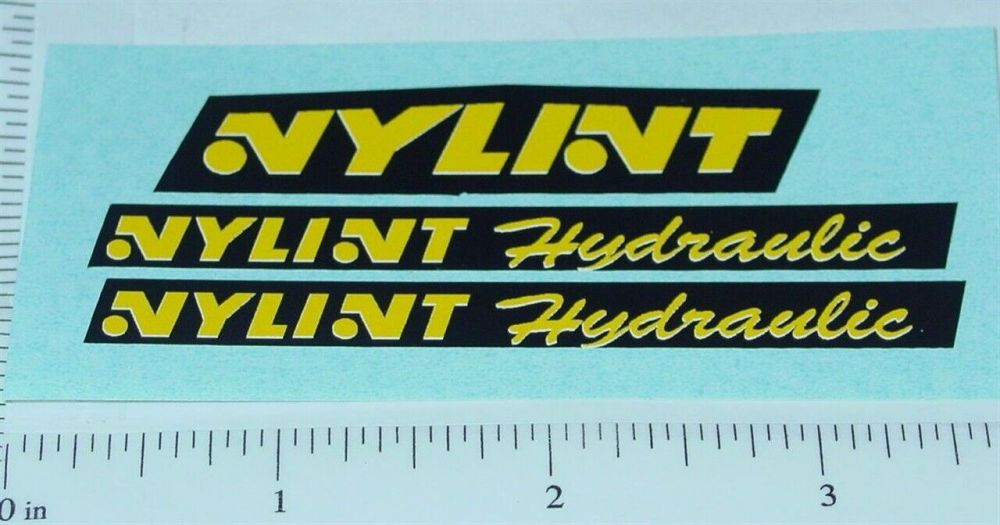 NYLINT
NYLINT Hydraulic
NYLINT Hydraulic
0 in 1 2 3